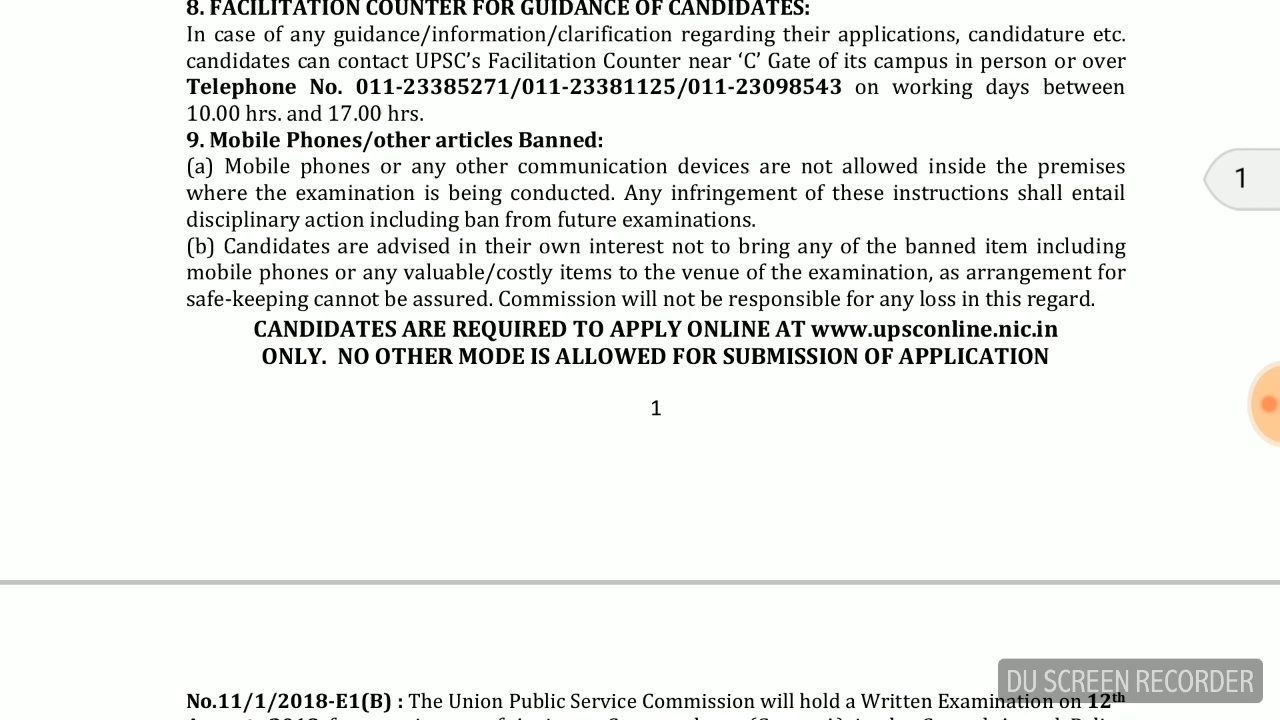 8. FACILITATION COUNTER FOR GUIDANCE OF CANDIDATES:
In case of any guidance/information/clarification regarding their applications, candidature etc.
candidates can contact UPSC’s Facilitation Counter near ‘C’ Gate of its campus in person or over
Telephone No. 011-23385271/011-23381125/011-23098543 on working days between
10.00 hrs. and 17.00 hrs.
9. Mobile Phones/other articles Banned:
(a) Mobile phones or any other communication devices are not allowed inside the premises
where the examination is being conducted. Any infringement of these instructions shall entail
disciplinary action including ban from future examinations.
(b) Candidates are advised in their own interest not to bring any of the banned item including
mobile phones or any valuable/costly items to the venue of the examination, as arrangement for
safe-keeping cannot be assured. Commission will not be responsible for any loss in this regard.
CANDIDATES ARE REQUIRED TO APPLY ONLINE AT www.upsconline.nic.in
ONLY. NO OTHER MODE IS ALLOWED FOR SUBMISSION OF APPLICATION
1
1
DU SCREEN RECORDER
No.11/1/2018-E1(B) : The Union Public Service Commission will hold a Written Examination on 12th